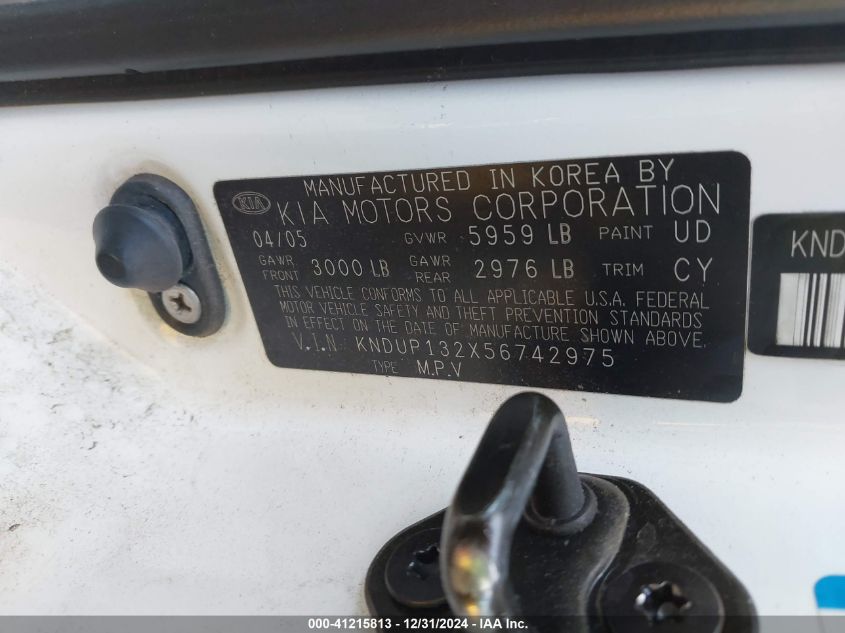 MANUFACTURED IN KOREA BY
KIA KIA MOTORS CORPORATION
04/05 GVWR 5959 LB PAINT UD
GAWR FRONT 3000 LB GAWR REAR 2976 LB TRIM CY
THIS VEHICLE CONFORMS TO ALL APPLICABLE U.S.A. FEDERAL
MOTOR VEHICLE SAFETY AND THEFT PREVENTION STANDARDS
IN EFFECT ON THE DATE OF MANUFACTURE SHOWN ABOVE.
V.I.N KNDUP132X56742975
TYPE M.P.V
KND
000-41215813 - 12/31/2024 - IAA Inc.